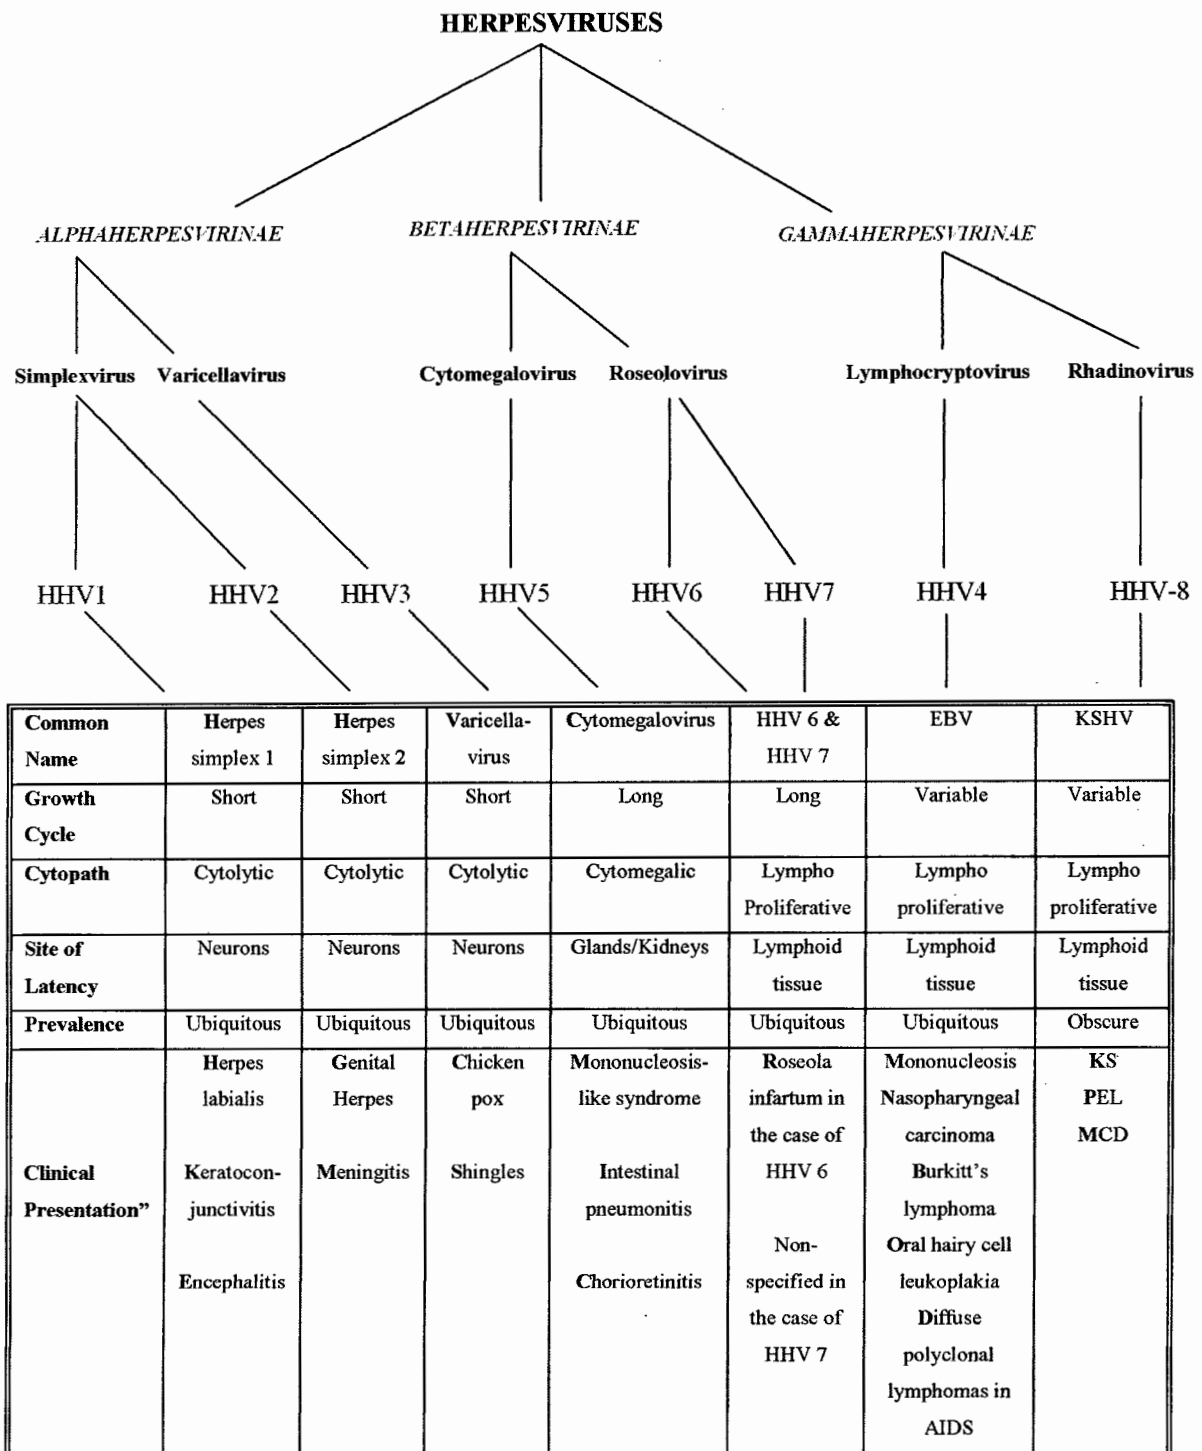 HERPESVIRUSES
ALPHAHERPESVIRINAE
BETAHERPESVIRINAE
GAMMAHERPESVIRINAE
Simplexvirus
Varicellavirus
Cytomegalovirus
Roseolovirus
Lymphocryptovirus
Rhadinovirus
HHV1
HHV2
HHV3
HHV5
HHV6
HHV7
HHV4
HHV-8
Common
Name
Herpes
simplex 1
Herpes
simplex 2
Varicella-
virus
Cytomegalovirus
HHV 6 &
HHV 7
EBV
KSHV
Growth
Cycle
Short
Short
Short
Long
Long
Variable
Variable
Cytopath
Cytolytic
Cytolytic
Cytolytic
Cytomegalic
Lympho
Proliferative
Lympho
proliferative
Lympho
proliferative
Site of
Latency
Neurons
Neurons
Neurons
Glands/Kidneys
Lymphoid
tissue
Lymphoid
tissue
Lymphoid
tissue
Prevalence
Ubiquitous
Ubiquitous
Ubiquitous
Ubiquitous
Ubiquitous
Ubiquitous
Obscure
Clinical
Presentation”
Herpes
labialis
Keratocon-
junctivitis
Encephalitis
Genital
Herpes
Meningitis
Chicken
pox
Shingles
Mononucleosis-
like syndrome
Intestinal
pneumonitis
Chorioretinitis
Roseola
infartum in
the case of
HHV 6
Non-
specified in
the case of
HHV 7
Mononucleosis
Nasopharyngeal
carcinoma
Burkitt’s
lymphoma
Oral hairy cell
leukoplakia
Diffuse
polyclonal
lymphomas in
AIDS
KS
PEL
MCD